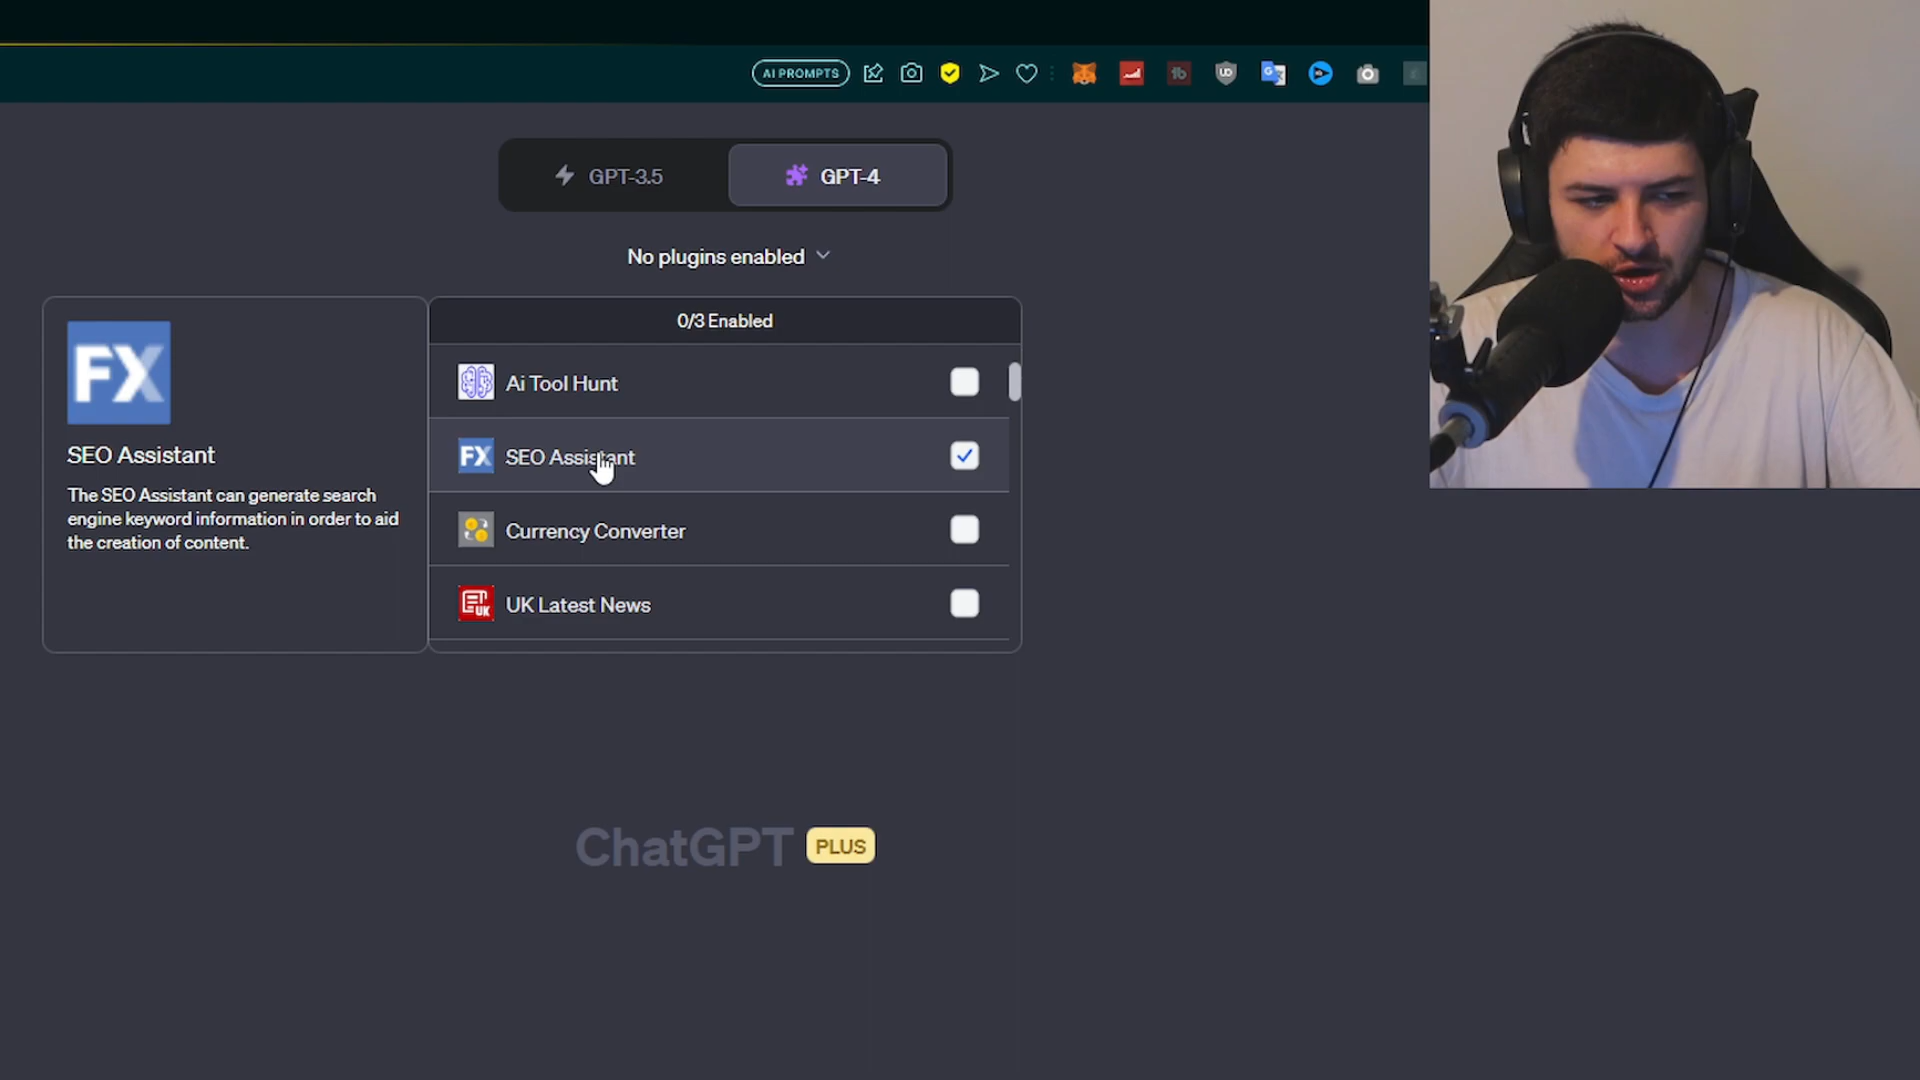 AI PROMPTS
GPT-3.5
GPT-4
No plugins enabled
0/3 Enabled
FX
SEO Assistant
The SEO Assistant can generate search
engine keyword information in order to aid
the creation of content.
Ai Tool Hunt
FX
SEO Assistant
Currency Converter
UK
UK Latest News
ChatGPT
PLUS